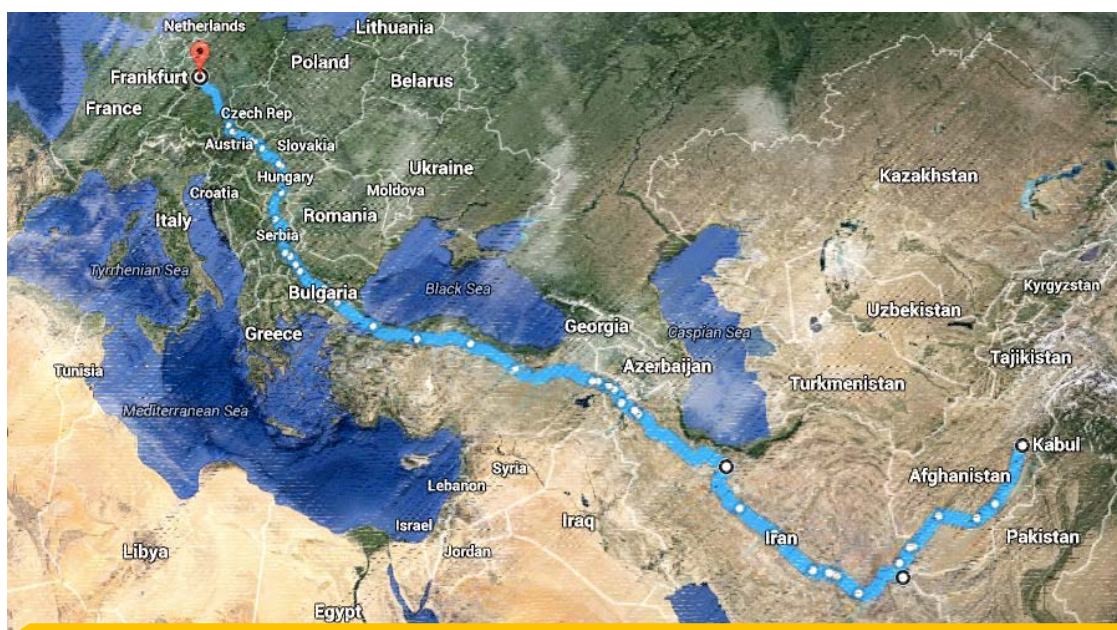 Netherlands
Lithuania
Frankfurt
Poland
Belarus
France
Czech Rep
Austria
Slovakia
Ukraine
Hungary
Kazakhstan
Croatia
Moldova
Italy
Romania
Serbia
Tyrrhenian Sea
Black Sea
Bulgaria
Kyrgyzstan
Uzbekistan
Greece
Georgia
Caspian Sea
Tajikistan
Tunisia
Azerbaijan
Turkmenistan
Mediterranean Sea
Kabul
Syria
Afghanistan
Lebanon
Iraq
Israel
Iran
Pakistan
Libya
Jordan
Egypt